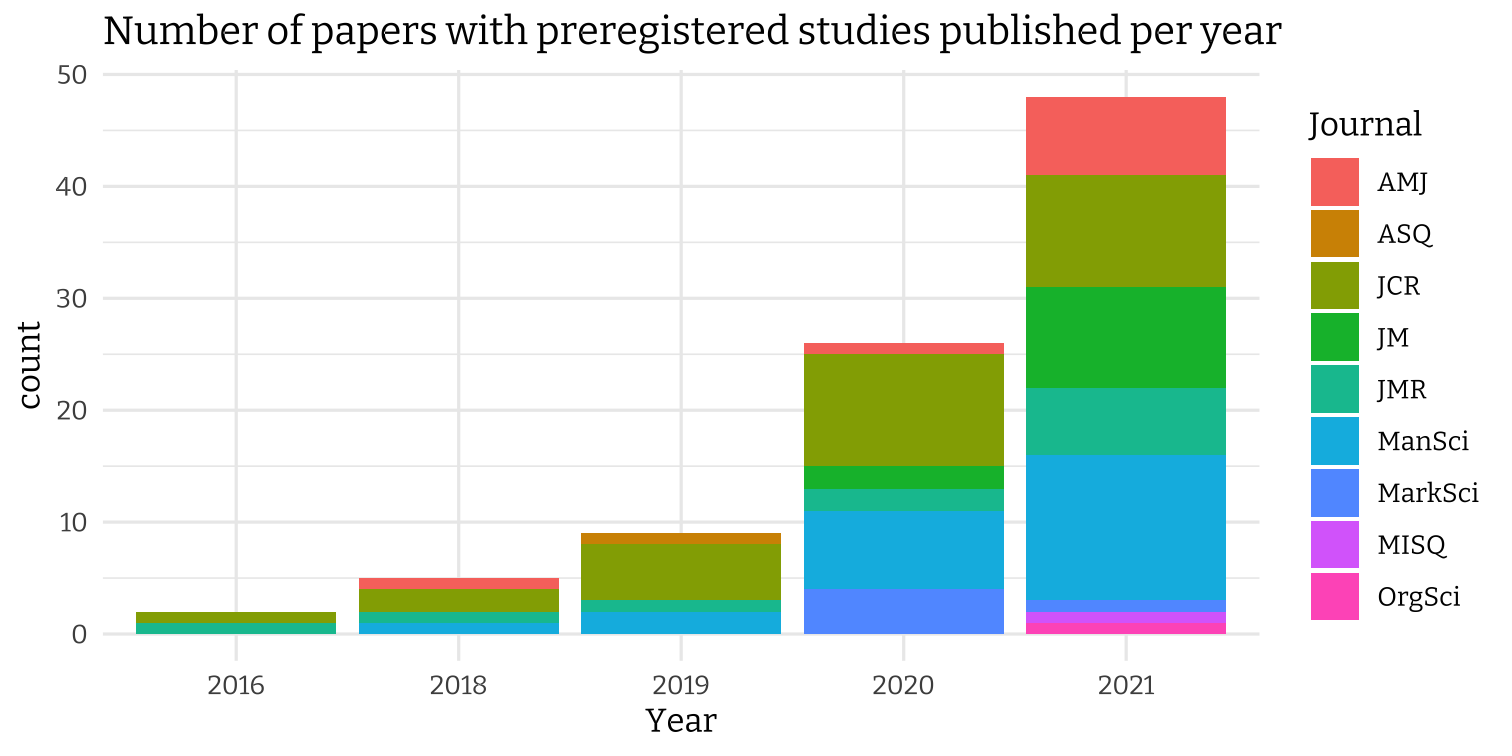 Number of papers with preregistered studies published per year
50
40
30
20
10
0
count
2016 2018 2019 2020 2021
Year
Journal
AMJ
ASQ
JCR
JM
JMR
ManSci
MarkSci
MISQ
OrgSci